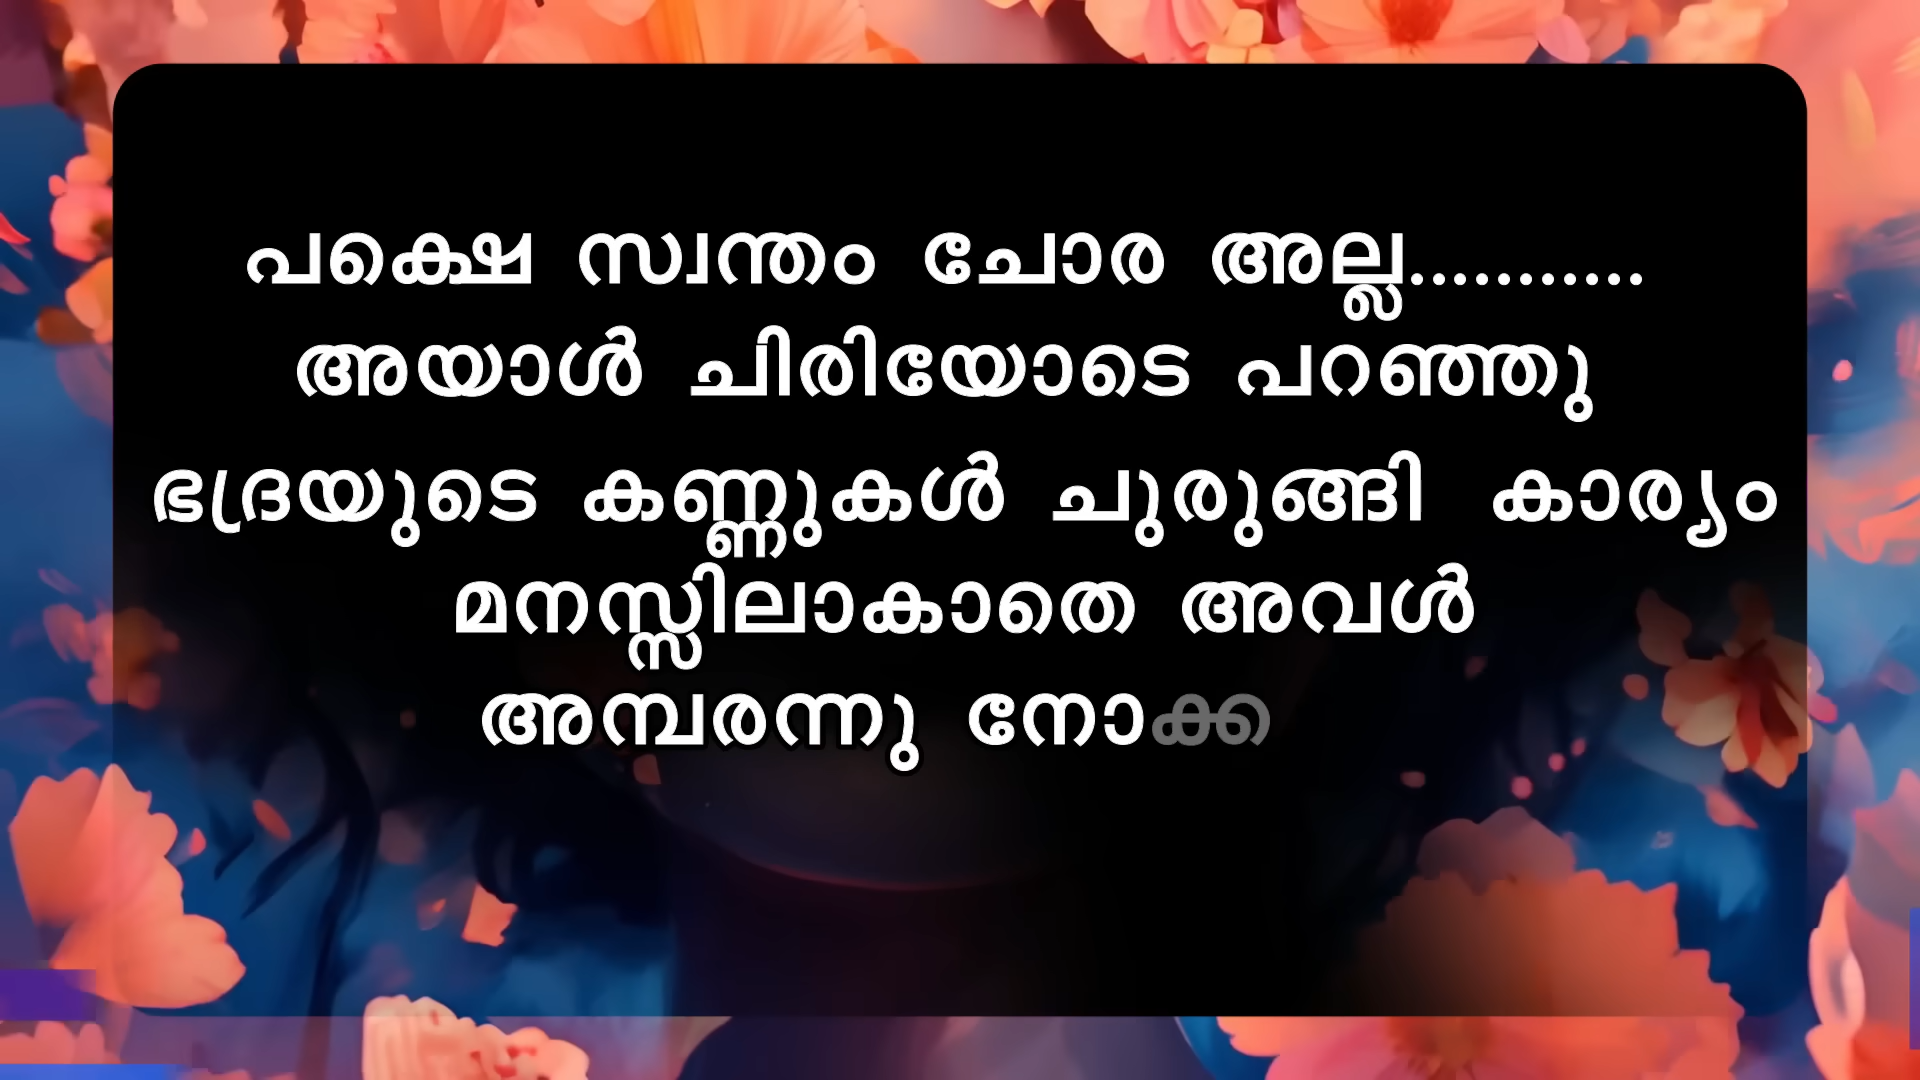 പക്ഷെ സ്വന്തം ചോര അല്ല...........
അയാൾ ചിരിയോടെ പറഞ്ഞു
ഭദ്രയുടെ കണ്ണുകൾ ചുരുങ്ങി കാര്യം
മനസ്സിലാകാതെ അവൾ
അമ്പരന്നു നോക്ക